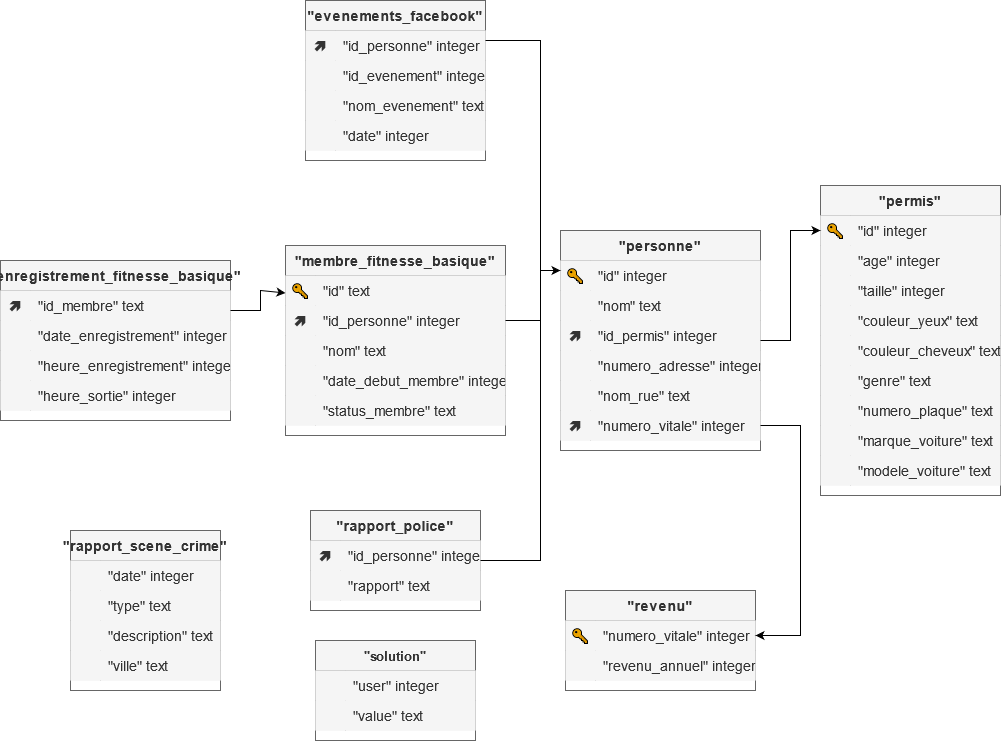 "evenements_facebook"
"id_personne" integer
"id_evenement" intege
"nom_evenement" text
"date" integer
enregistrement_fitnesse_basique"
"id_membre" text
"date_enregistrement" integer
"heure_enregistrement" intege
"heure_sortie" integer
"membre_fitnesse_basique"
"id" text
"id_personne" integer
"nom" text
"date_debut_membre" intege
"status_membre" text
"personne"
"id" integer
"nom" text
"id_permis" integer
"numero_adresse" integer
"nom_rue" text
"numero_vitale" integer
"permis"
"id" integer
"age" integer
"taille" integer
"couleur_yeux" text
"couleur_cheveux" text
"genre" text
"numero_plaque" text
"marque_voiture" text
"modele_voiture" text
"rapport_scene_crime"
"date" integer
"type" text
"description" text
"ville" text
"rapport_police"
"id_personne" intege
"rapport" text
"solution"
"user" integer
"value" text
"revenu"
"numero_vitale" integer
"revenu_annuel" integer